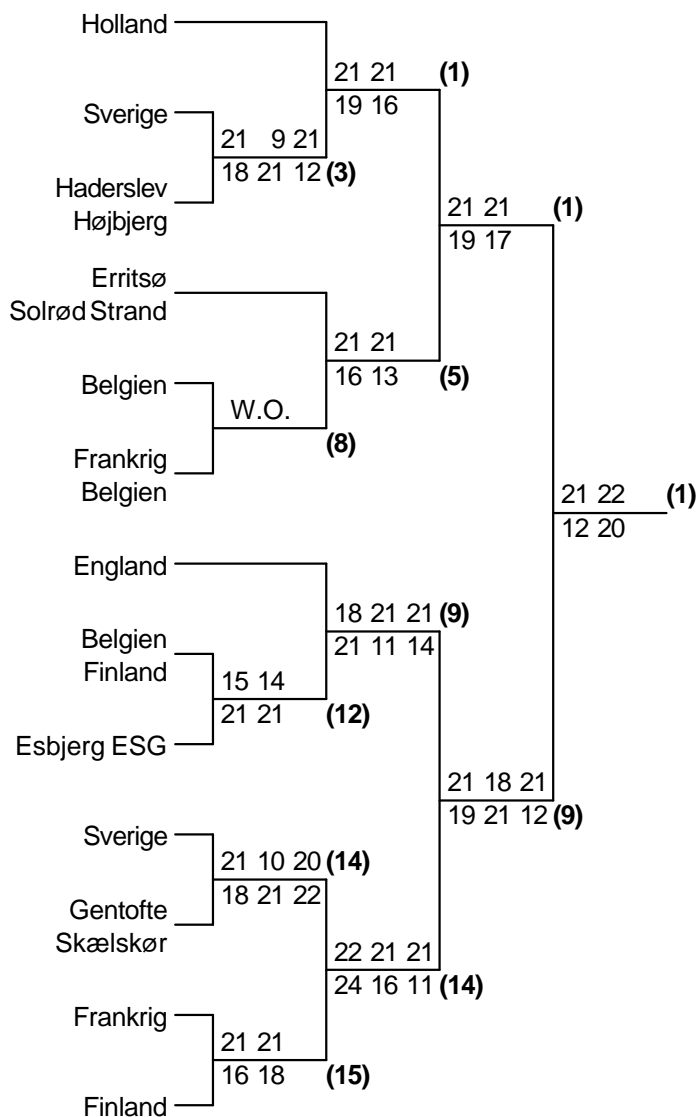 Holland
21 21 (1)
19 16
Sverige
21 9 21
18 21 12 (3)
Haderslev
Højbjerg
21 21 (1)
19 17
Erritsø
Solrød Strand
21 21
16 13 (5)
Belgien
W.O.
(8)
Frankrig
Belgien
21 22 (1)
12 20
England
18 21 21 (9)
21 11 14
Belgien
Finland
15 14
21 21 (12)
Esbjerg ESG
21 18 21
19 21 12 (9)
Sverige
21 10 20 (14)
18 21 22
Gentofte
Skælskør
22 21 21
24 16 11 (14)
Frankrig
21 21
16 18 (15)
Finland